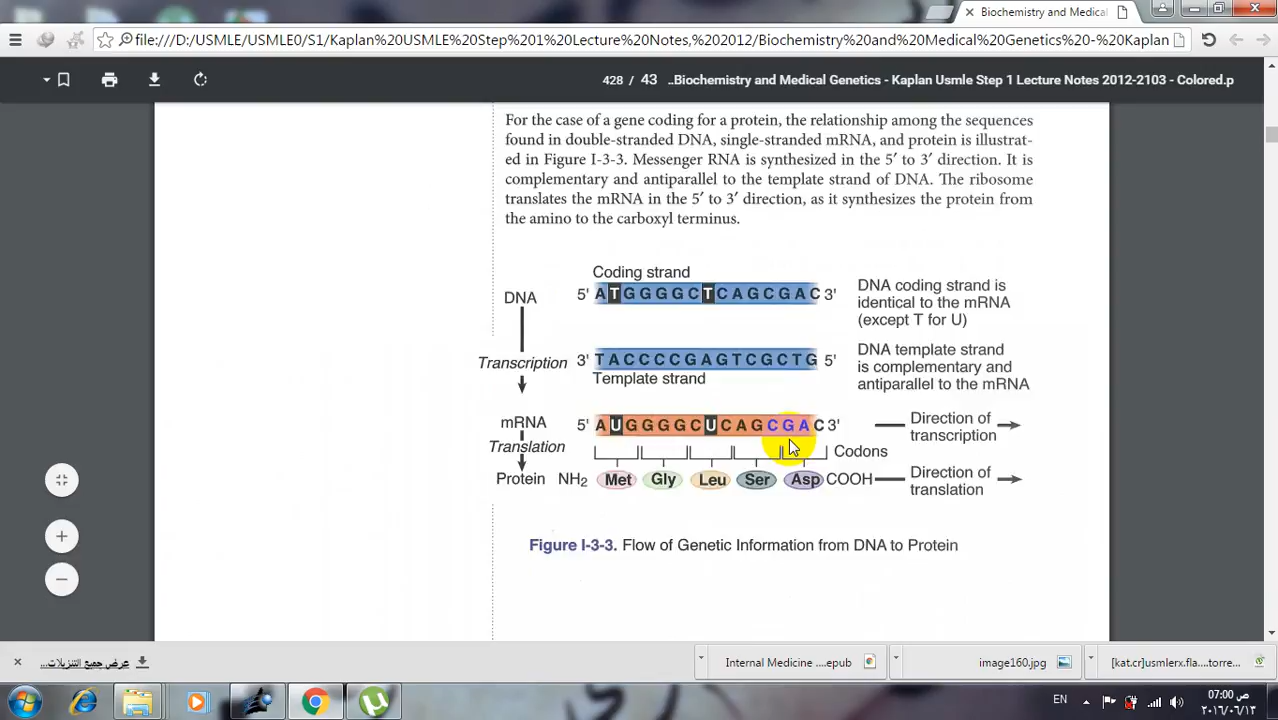 Biochemistry and Medical
file:///D:/USMLE/USMLE0/S1/Kaplan%20USMLE%20Step%201%20Lecture%20Notes,%202012/Biochemistry%20and%20Medical%20Genetics%20-%20Kaplan
428 / 43 ..Biochemistry and Medical Genetics - Kaplan Usmle Step 1 Lecture Notes 2012-2103 - Colored.p
For the case of a gene coding for a protein, the relationship among the sequences
found in double-stranded DNA, single-stranded mRNA, and protein is illustrat-
ed in Figure I-3-3. Messenger RNA is synthesized in the 5′ to 3′ direction. It is
complementary and antiparallel to the template strand of DNA. The ribosome
translates the mRNA in the 5′ to 3′ direction, as it synthesizes the protein from
the amino to the carboxyl terminus.
Coding strand
DNA 5′ A T G G G G C T C A G C G A C 3′
DNA coding strand is
identical to the mRNA
(except T for U)
Transcription 3′ T A C C C C G A G T C G C T G 5′
Template strand
DNA template strand
is complementary and
antiparallel to the mRNA
mRNA 5′ A U G G G G C U C A G C G A C 3′
Direction of
transcription
Translation
Codons
Protein NH2 Met Gly Leu Ser Asp COOH
Direction of
translation
Figure I-3-3. Flow of Genetic Information from DNA to Protein
عرض جميع التنزيلات...
Internal Medicine ....epub
image160.jpg
[kat.cr]usmlerx.fla....torre...
EN
07:00 ص
٢٠١٦/٠٦/١٣